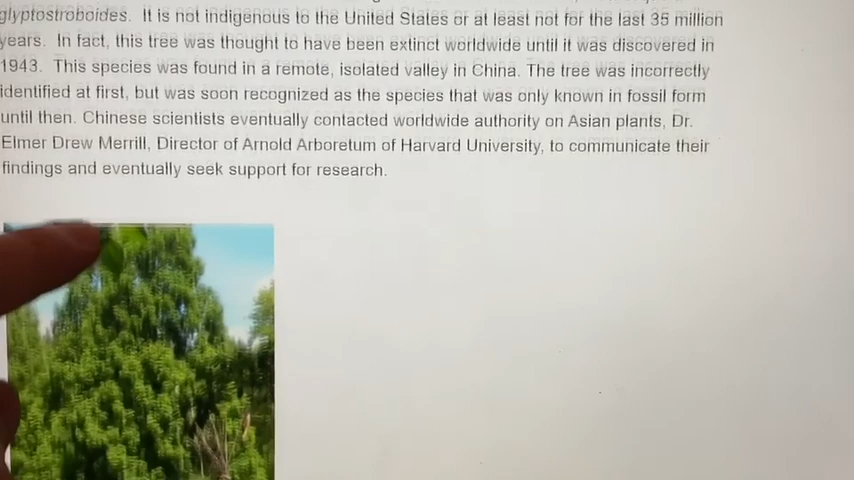 glyptostroboides. It is not indigenous to the United States or at least not for the last 35 million
years. In fact, this tree was thought to have been extinct worldwide until it was discovered in
1943. This species was found in a remote, isolated valley in China. The tree was incorrectly
identified at first, but was soon recognized as the species that was only known in fossil form
until then. Chinese scientists eventually contacted worldwide authority on Asian plants, Dr.
Elmer Drew Merrill, Director of Arnold Arboretum of Harvard University, to communicate their
findings and eventually seek support for research.